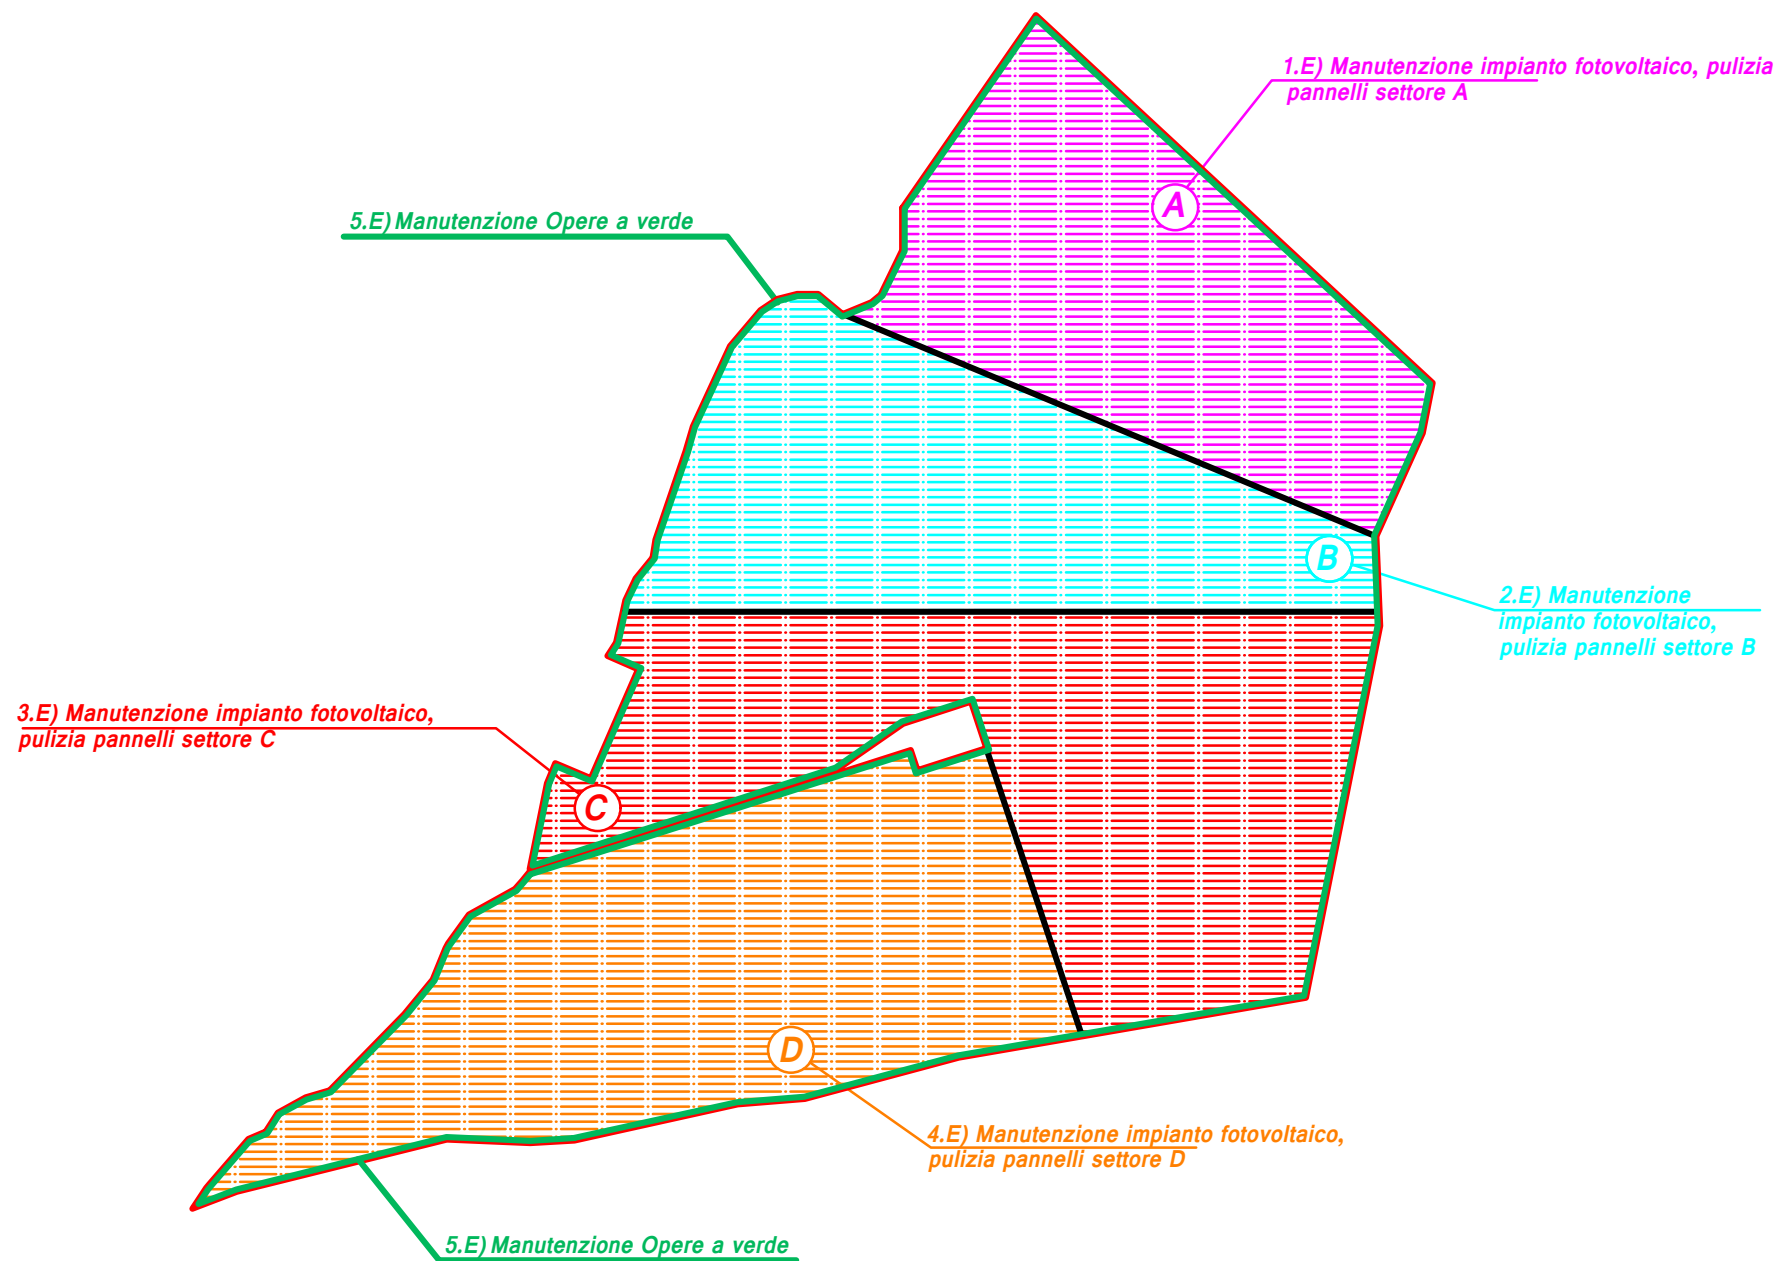 1.E) Manutenzione impianto fotovoltaico, pulizia
pannelli settore A
A
5.E) Manutenzione Opere a verde
B
2.E) Manutenzione
impianto fotovoltaico,
pulizia pannelli settore B
3.E) Manutenzione impianto fotovoltaico,
pulizia pannelli settore C
C
D
4.E) Manutenzione impianto fotovoltaico,
pulizia pannelli settore D
5.E) Manutenzione Opere a verde